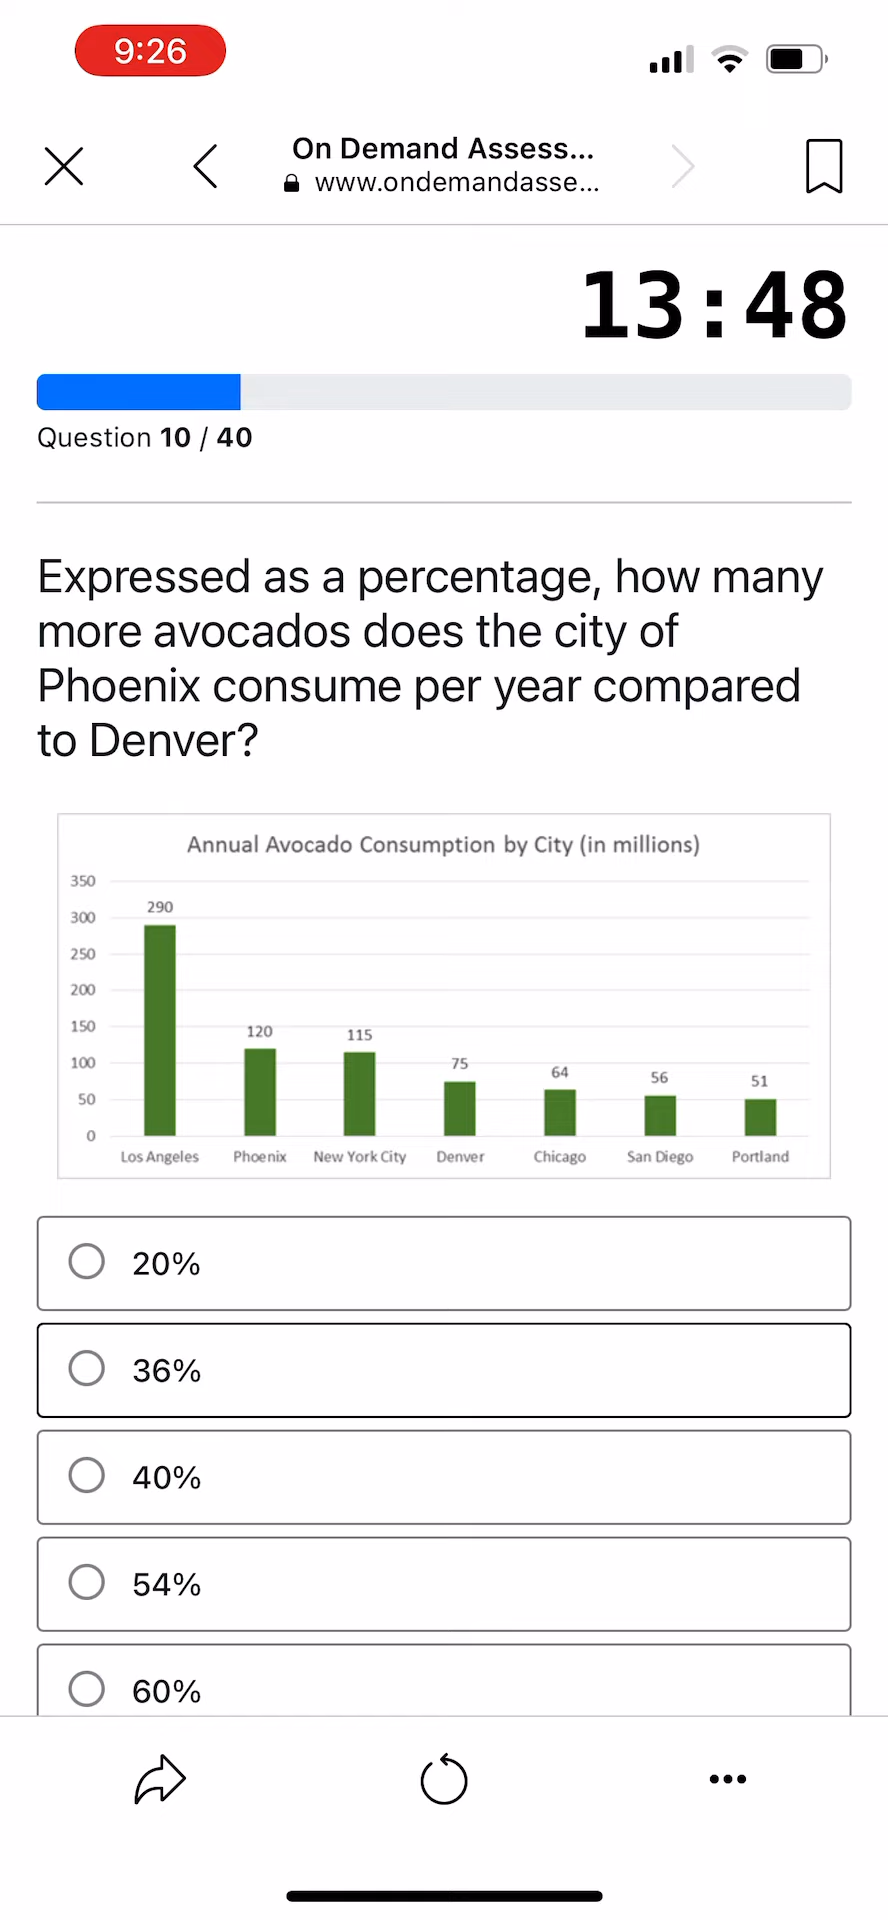 9:26
On Demand Assess...
www.ondemandasse...
13:48
Question 10 / 40
Expressed as a percentage, how many
more avocados does the city of
Phoenix consume per year compared
to Denver?
Annual Avocado Consumption by City (in millions)
350
300
250
200
150
100
50
0
290
120
115
75
64
56
51
Los Angeles
Phoenix
New York City
Denver
Chicago
San Diego
Portland
20%
36%
40%
54%
60%